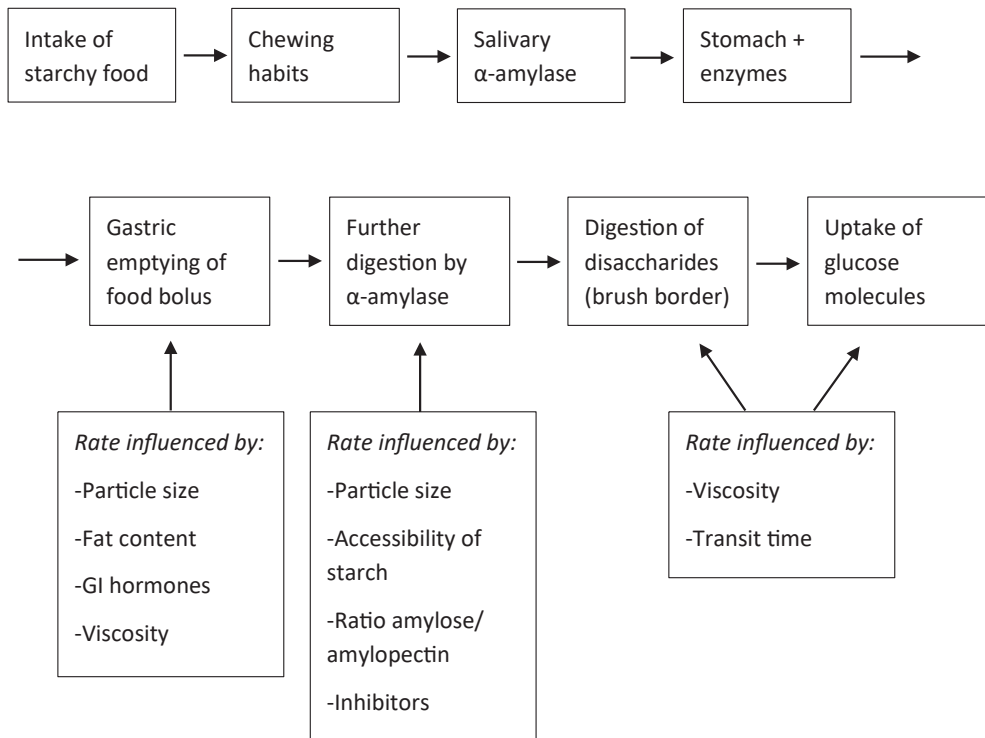 Intake of
starchy food
Chewing
habits
Salivary
α-amylase
Stomach +
enzymes
Gastric
emptying of
food bolus
Further
digestion by
α-amylase
Digestion of
disaccharides
(brush border)
Uptake of
glucose
molecules
Rate influenced by:
-Particle size
-Fat content
-GI hormones
-Viscosity
Rate influenced by:
-Particle size
-Accessibility of
starch
-Ratio amylose/
amylopectin
-Inhibitors
Rate influenced by:
-Viscosity
-Transit time